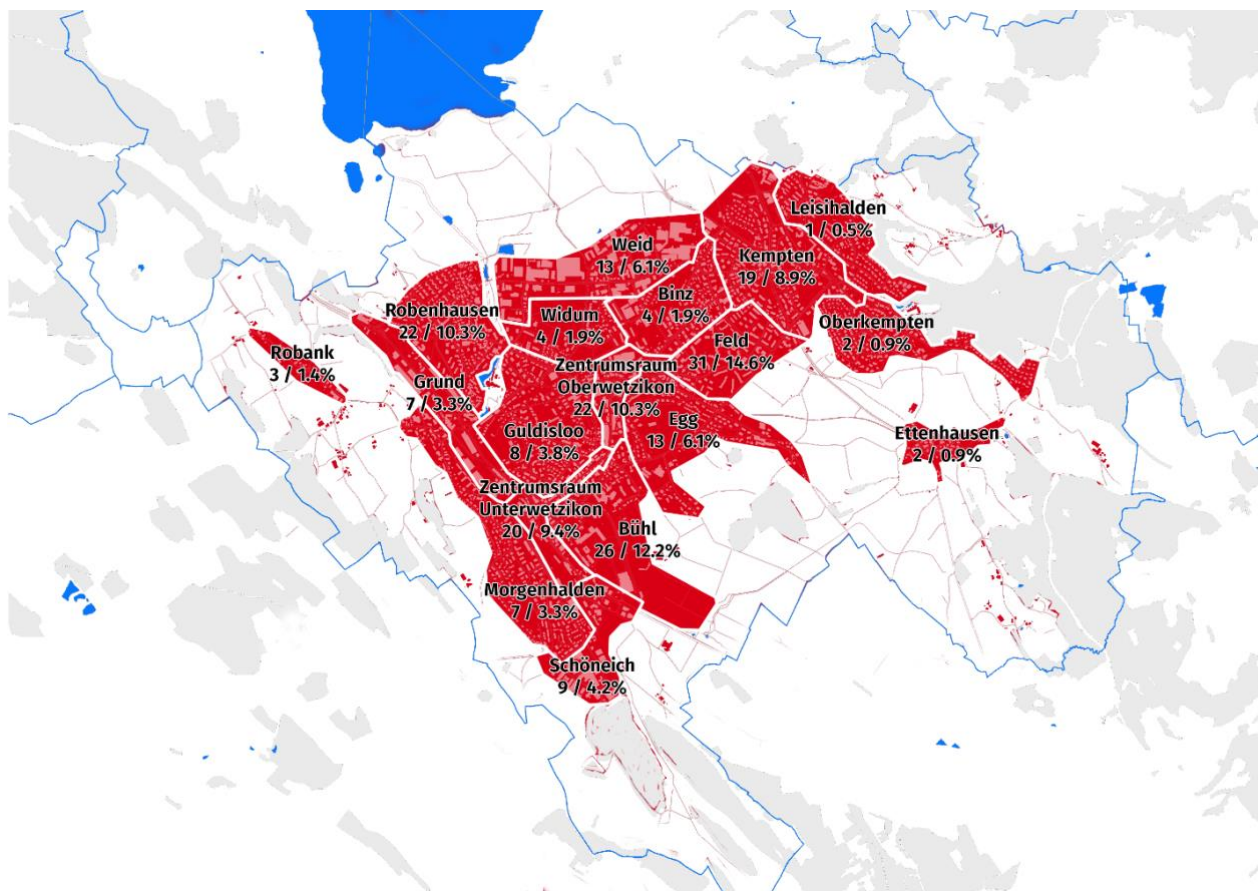 Leisihalden
1 / 0.5%
Weid
13 / 6.1%
Kempten
19 / 8.9%
Binz
4 / 1.9%
Robenhausen
22 / 10.3%
Widum
4 / 1.9%
Oberkempten
2 / 0.9%
Feld
31 / 14.6%
Robank
3 / 1.4%
Zentrumsraum
Oberwetzikon
22 / 10.3%
Grund
7 / 3.3%
Egg
13 / 6.1%
Guldisloo
8 / 3.8%
Ettenhausen
2 / 0.9%
Zentrumsraum
Unterwetzikon
20 / 9.4%
Bühl
26 / 12.2%
Morgenhalden
7 / 3.3%
Schöneich
9 / 4.2%